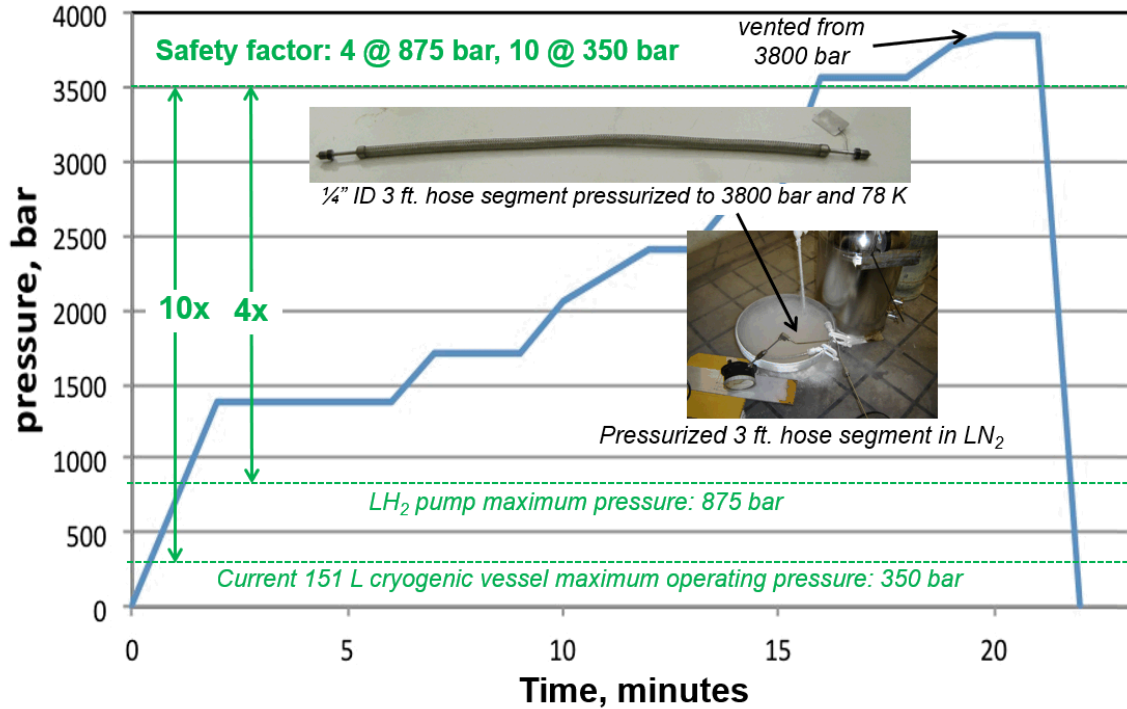 4000
3500
3000
2500
2000
1500
1000
500
0
pressure, bar
Safety factor: 4 @ 875 bar, 10 @ 350 bar
vented from
3800 bar
¼” ID 3 ft. hose segment pressurized to 3800 bar and 78 K
10x
4x
Pressurized 3 ft. hose segment in LN₂
LH₂ pump maximum pressure: 875 bar
Current 151 L cryogenic vessel maximum operating pressure: 350 bar
0 5 10 15 20
Time, minutes